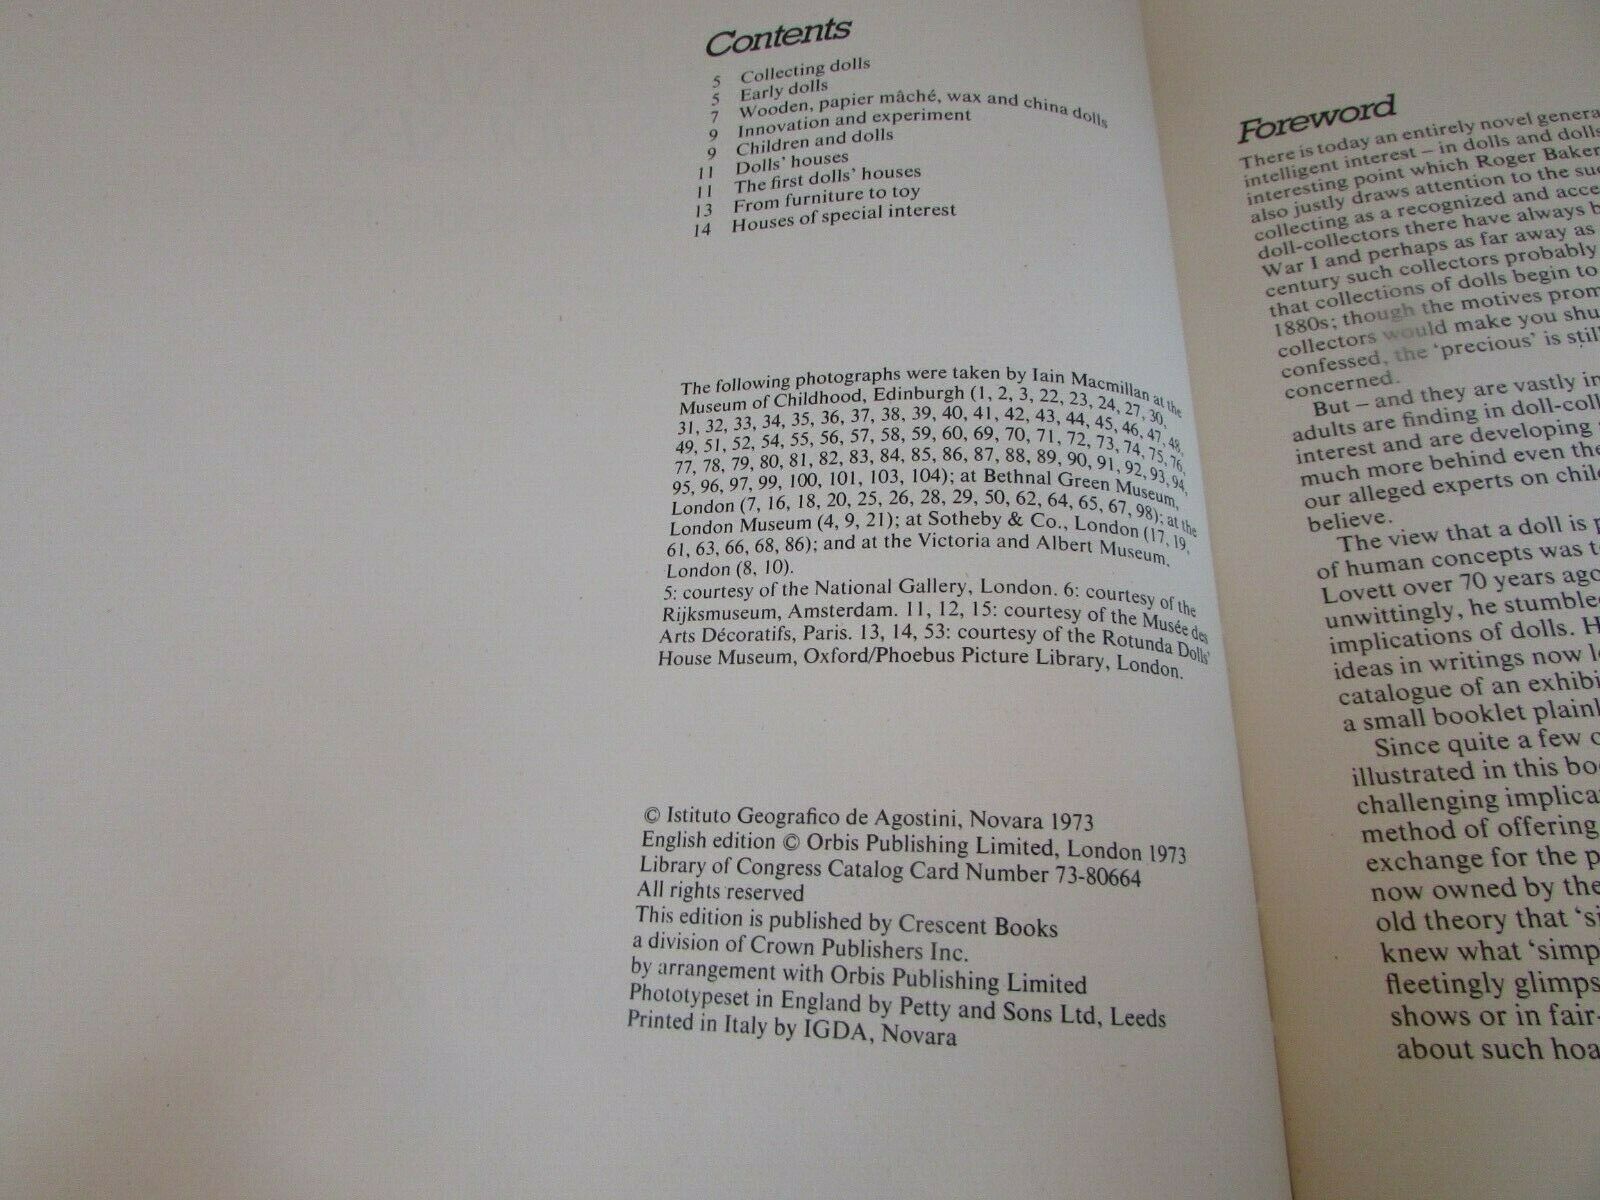 Contents
5 Collecting dolls
5 Early dolls
7 Wooden, papier mâché, wax and china dolls
9 Innovation and experiment
9 Children and dolls
11 Dolls' houses
11 The first dolls' houses
13 From furniture to toy
14 Houses of special interest
The following photographs were taken by Iain Macmillan at the
Museum of Childhood, Edinburgh (1, 2, 3, 22, 23, 24, 27, 30,
31, 32, 33, 34, 35, 36, 37, 38, 39, 40, 41, 42, 43, 44, 45, 46, 47, 48,
49, 51, 52, 54, 55, 56, 57, 58, 59, 60, 69, 70, 71, 72, 73, 74, 75, 76,
77, 78, 79, 80, 81, 82, 83, 84, 85, 86, 87, 88, 89, 90, 91, 92, 93, 94,
95, 96, 97, 99, 100, 101, 103, 104); at Bethnal Green Museum,
London (7, 16, 18, 20, 25, 26, 28, 29, 50, 62, 64, 65, 67, 98); at the
London Museum (4, 9, 21); at Sotheby & Co., London (17, 19,
61, 63, 66, 68, 86); and at the Victoria and Albert Museum,
London (8, 10).
5: courtesy of the National Gallery, London. 6: courtesy of the
Rijksmuseum, Amsterdam. 11, 12, 15: courtesy of the Musée des
Arts Décoratifs, Paris. 13, 14, 53: courtesy of the Rotunda Dolls'
House Museum, Oxford/Phoebus Picture Library, London.
© Istituto Geografico de Agostini, Novara 1973
English edition © Orbis Publishing Limited, London 1973
Library of Congress Catalog Card Number 73-80664
All rights reserved
This edition is published by Crescent Books
a division of Crown Publishers Inc.
by arrangement with Orbis Publishing Limited
Phototypeset in England by Petty and Sons Ltd, Leeds
Printed in Italy by IGDA, Novara
Foreword
There is today an entirely novel genera
intelligent interest – in dolls and dolls
interesting point which Roger Baker
also justly draws attention to the suc
collecting as a recognized and acce
doll-collectors there have always b
War I and perhaps as far away as
century such collectors probably
that collections of dolls begin to
1880s; though the motives prom
collectors would make you shu
confessed, the 'precious' is still
concerned.
But – and they are vastly in
adults are finding in doll-coll
interest and are developing
much more behind even the
our alleged experts on child
believe.
The view that a doll is p
of human concepts was t
Lovett over 70 years ago
unwittingly, he stumble
implications of dolls. H
ideas in writings now l
catalogue of an exhibi
a small booklet plainl
Since quite a few o
illustrated in this bo
challenging implica
method of offering
exchange for the p
now owned by the
old theory that 'si
knew what 'simp
fleetingly glimps
shows or in fair-
about such hoa